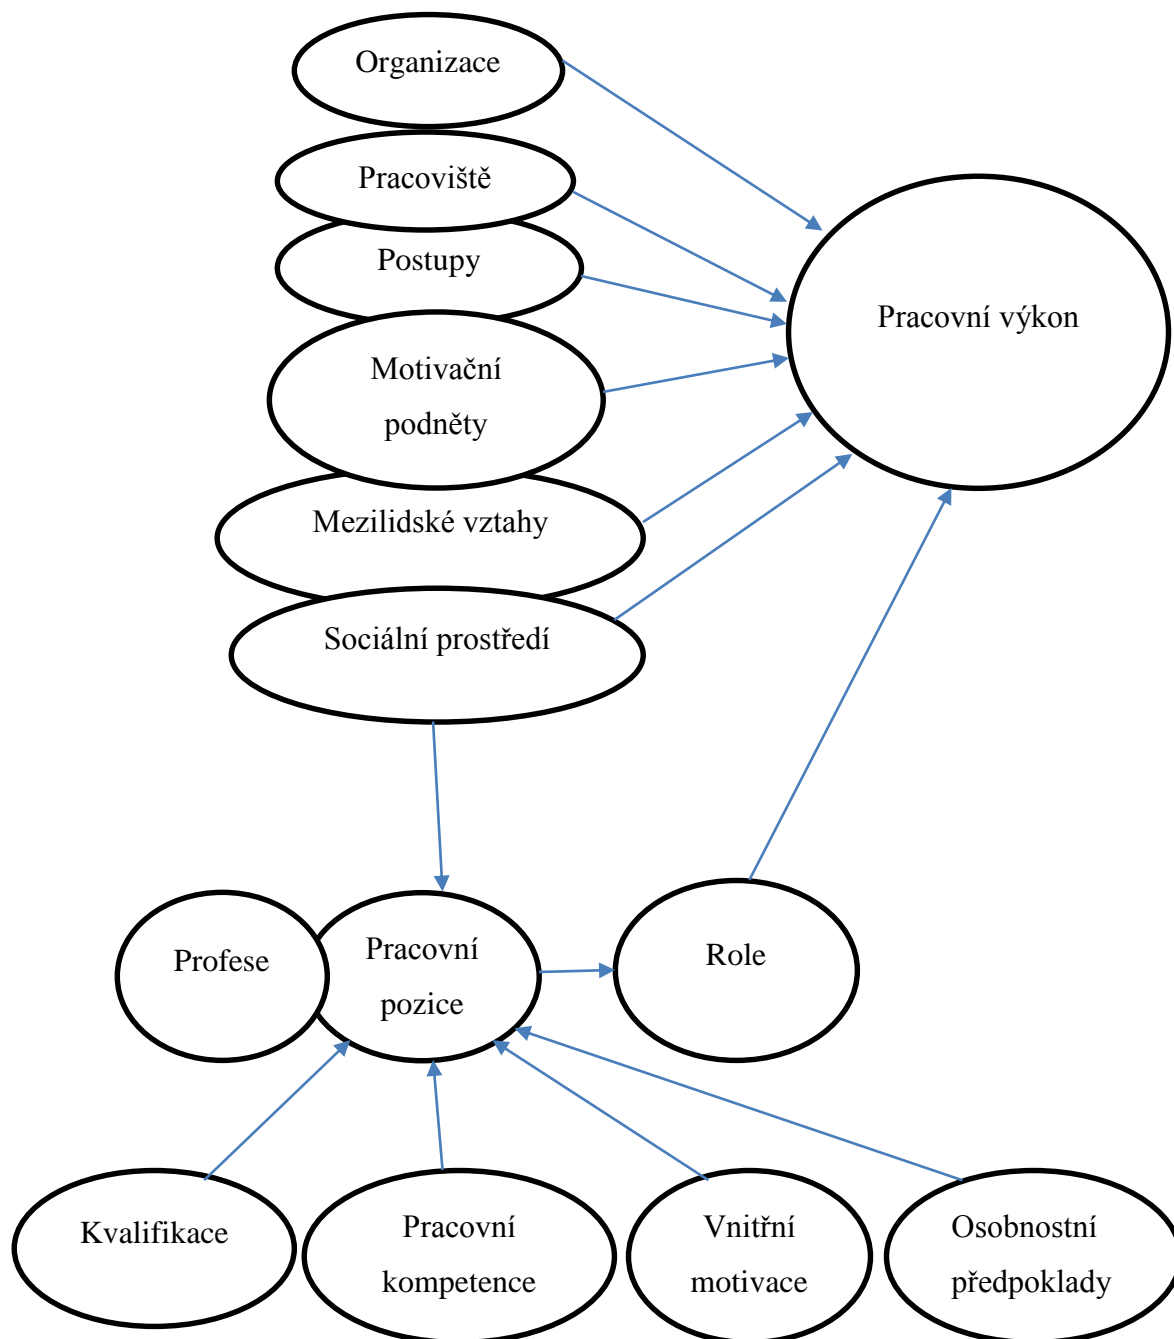 Organizace
Pracoviště
Postupy
Pracovní výkon
Motivační
podněty
Mezilidské vztahy
Sociální prostředí
Profese
Pracovní
pozice
Role
Kvalifikace
Pracovní
kompetence
Vnitřní
motivace
Osobnostní
předpoklady